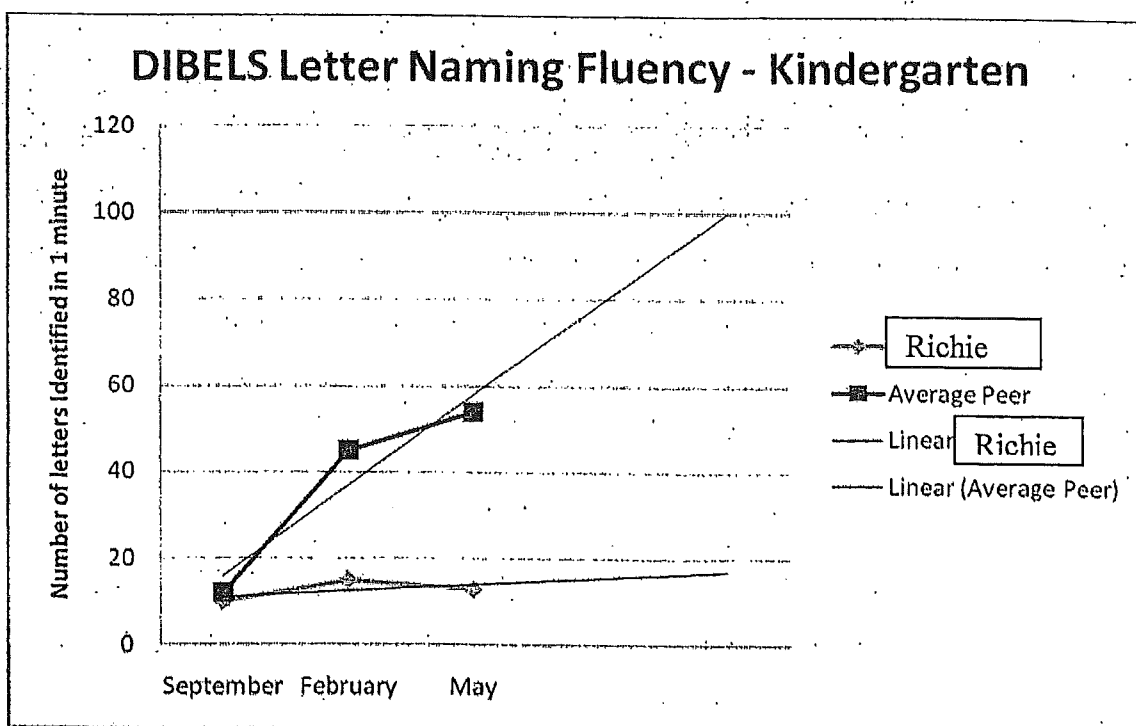 DIBELS Letter Naming Fluency - Kindergarten
Number of letters Identified in 1 minute
120
100
80
60
40
20
0
September February May
Richie
Average Peer
Linear Richie
Linear (Average Peer)